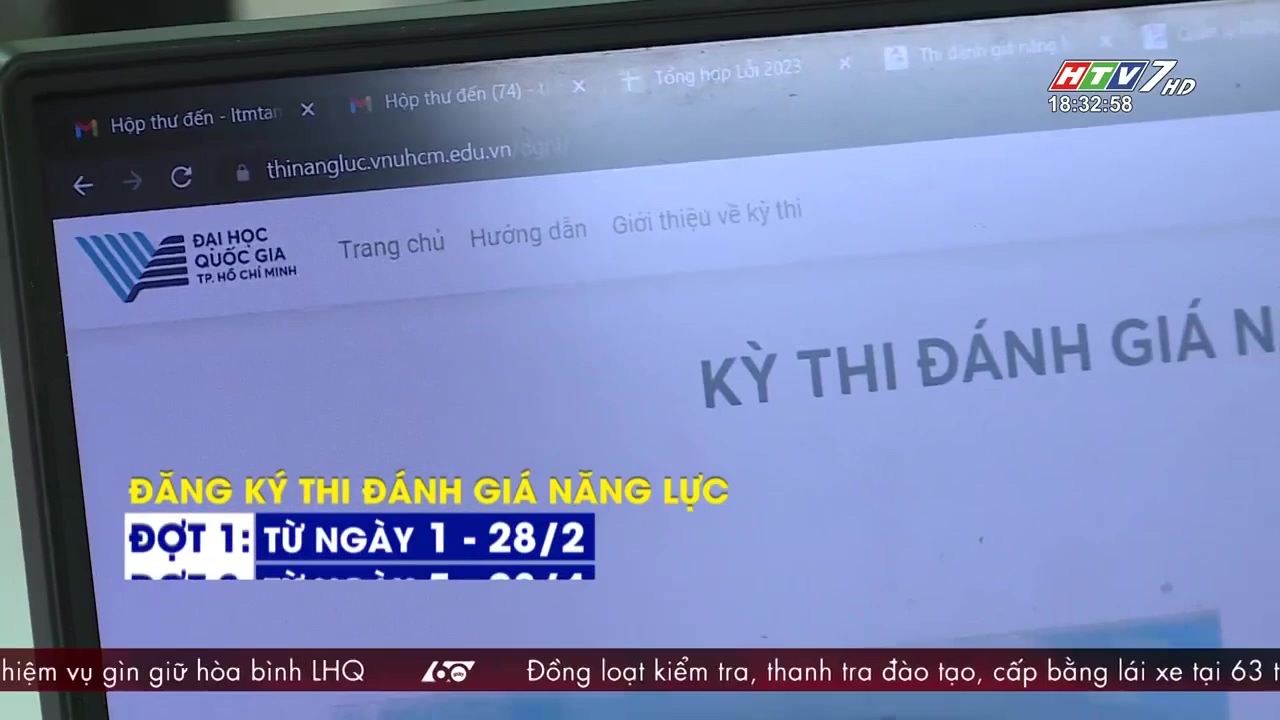 Hộp thư đến - ltmtan
Hộp thư đến (74) - t
Tổng hợp Lỗi 2023
Thi đánh giá năng l
HTV7 HD
18:32:58
thinangluc.vnuhcm.edu.vn/dgnl/
ĐẠI HỌC
QUỐC GIA
TP. HỒ CHÍ MINH
Trang chủ
Hướng dẫn
Giới thiệu về kỳ thi
KỲ THI ĐÁNH GIÁ N
ĐĂNG KÝ THI ĐÁNH GIÁ NĂNG LỰC
ĐỢT 1: TỪ NGÀY 1 - 28/2
hiệm vụ gìn giữ hòa bình LHQ
60 giây
Đồng loạt kiểm tra, thanh tra đào tạo, cấp bằng lái xe tại 63 t